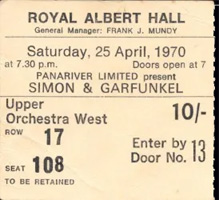 ROYAL ALBERT HALL
General Manager: FRANK J. MUNDY
Saturday, 25 April, 1970
at 7.30 p.m. Doors open at 7
PANARIVER LIMITED present
SIMON & GARFUNKEL
Upper
Orchestra West 10/-
ROW 17
Enter by
Door No. 13
SEAT 108
TO BE RETAINED